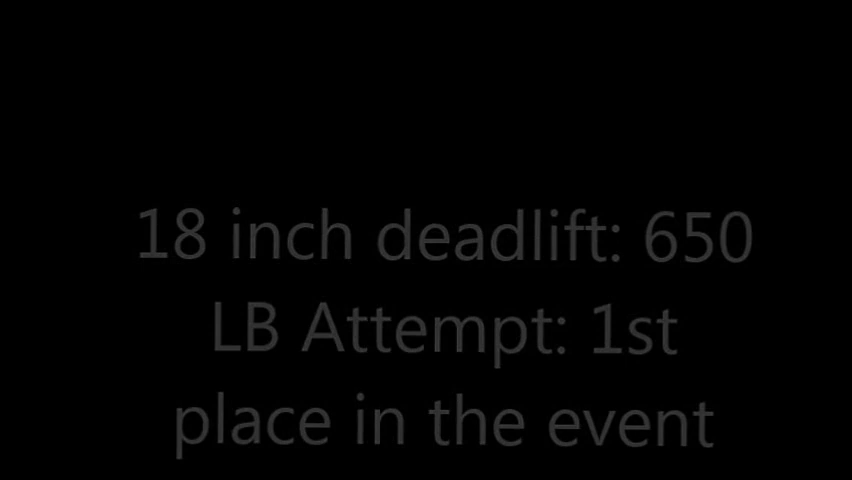 18 inch deadlift: 650
LB Attempt: 1st
place in the event